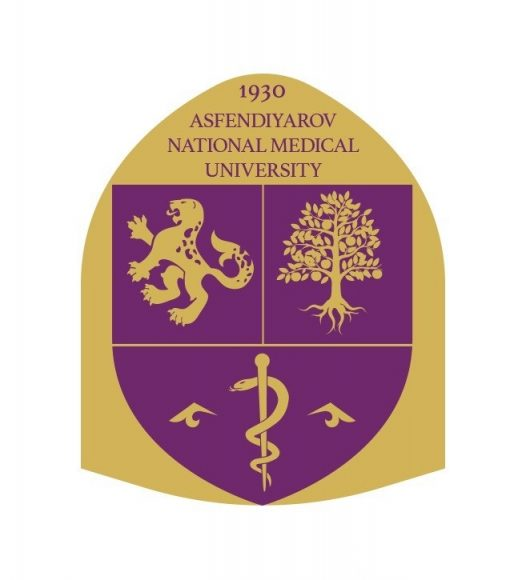 1930
ASFENDIYAROV
NATIONAL MEDICAL
UNIVERSITY